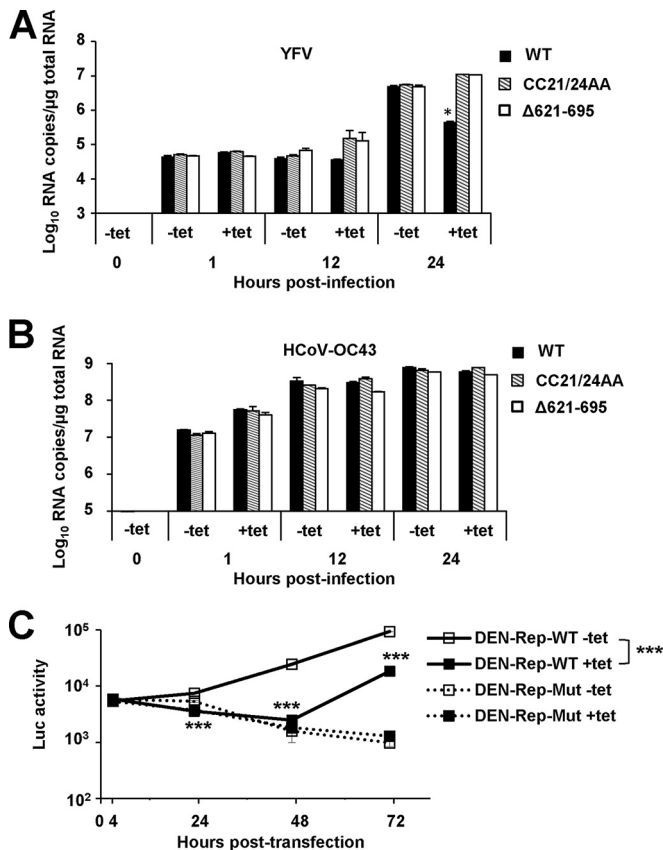 A
YFV
WT
CC21/24AA
Δ621-695
Log10 RNA copies/µg total RNA
8
7
6
5
4
3
*
-tet -tet +tet -tet +tet -tet +tet
0 1 12 24
Hours post-infection
B
HCoV-OC43
WT
CC21/24AA
Δ621-695
Log10 RNA copies/µg total RNA
9
8
7
6
5
-tet -tet +tet -tet +tet -tet +tet
0 1 12 24
Hours post-infection
C
Luc activity
10^5
10^4
10^3
10^2
*** *** ***
DEN-Rep-WT -tet
DEN-Rep-WT +tet
***
DEN-Rep-Mut -tet
DEN-Rep-Mut +tet
0 4 24 48 72
Hours post-transfection